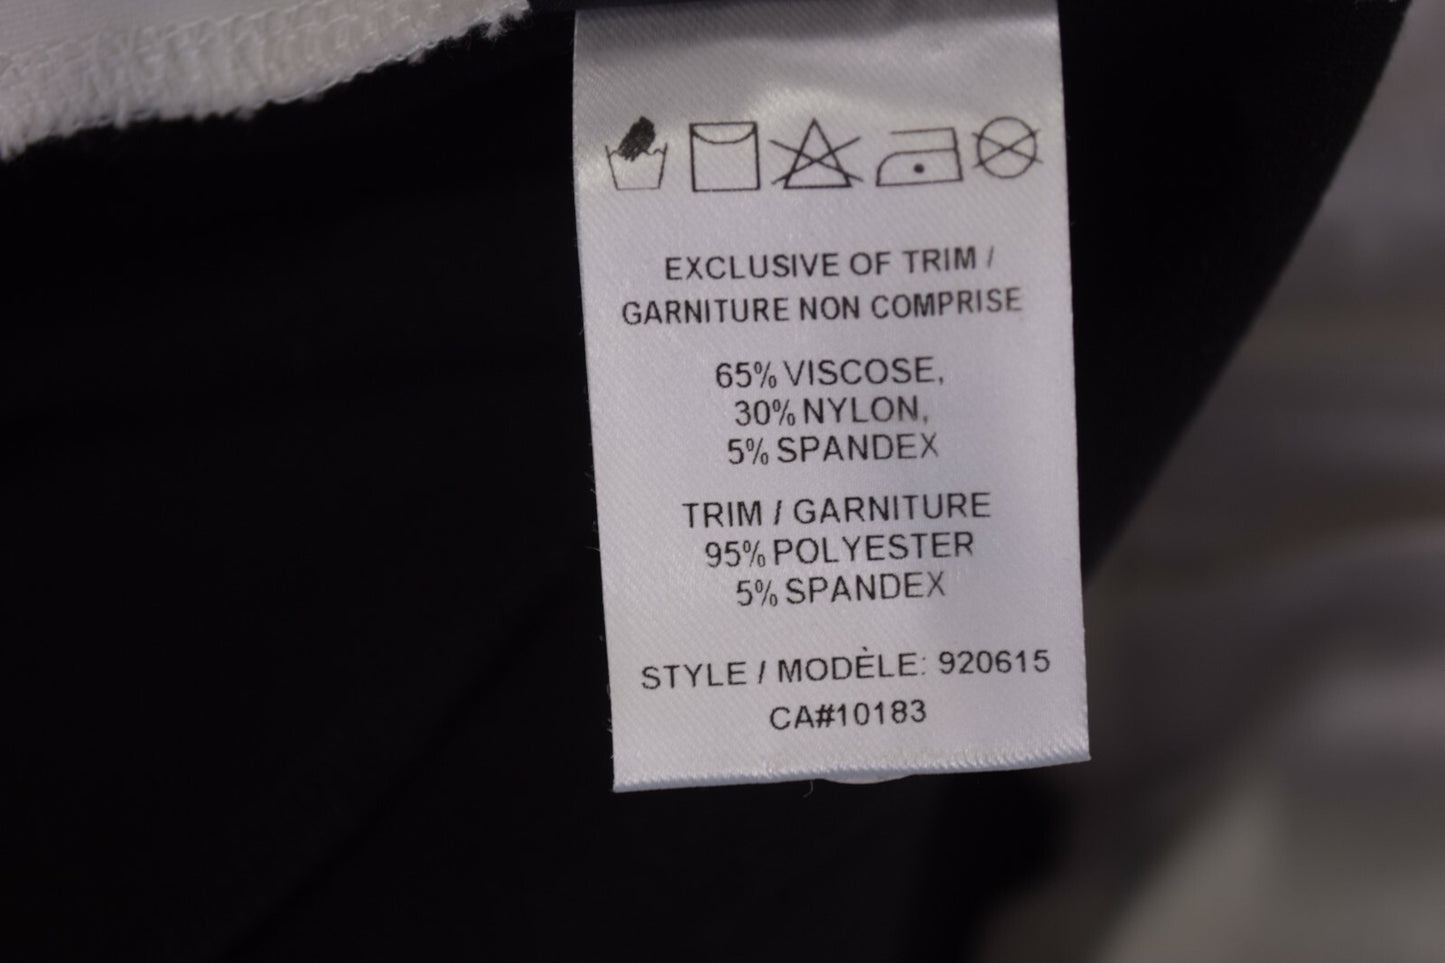 EXCLUSIVE OF TRIM /
GARNITURE NON COMPRISE
65% VISCOSE,
30% NYLON,
5% SPANDEX
TRIM / GARNITURE
95% POLYESTER
5% SPANDEX
STYLE / MODÈLE: 920615
CA#10183